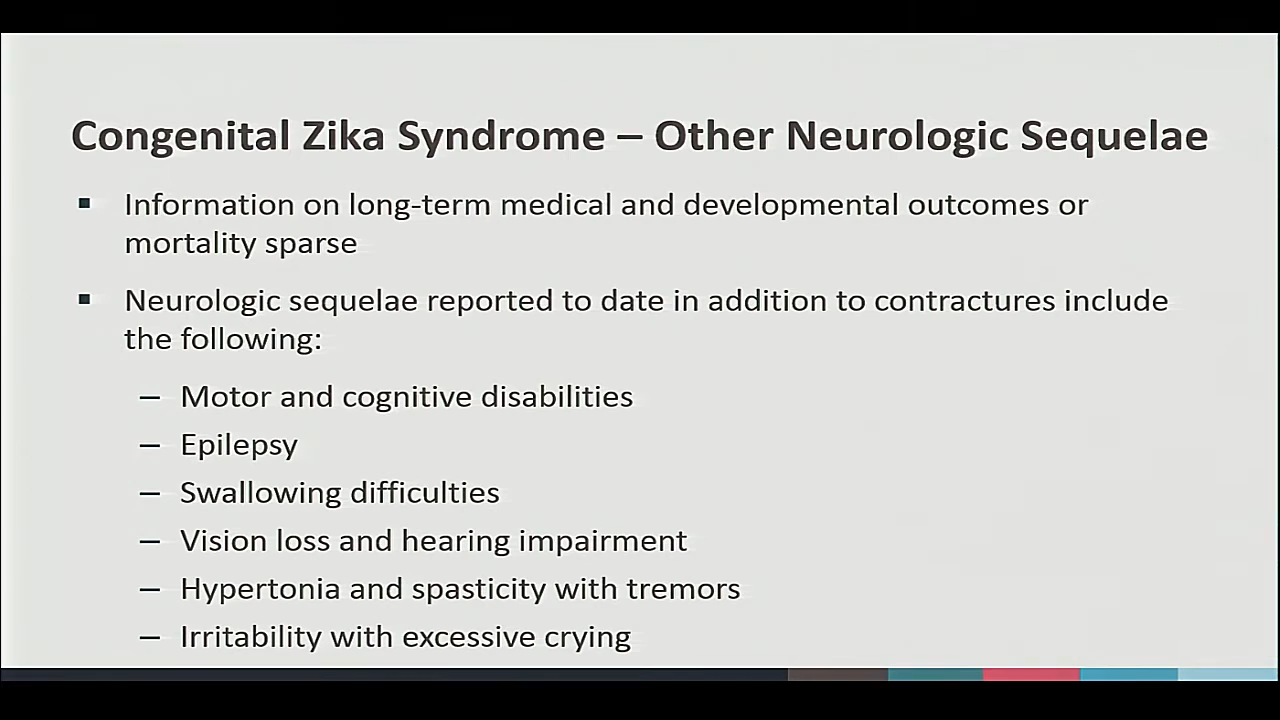 Congenital Zika Syndrome – Other Neurologic Sequelae
▪ Information on long-term medical and developmental outcomes or
mortality sparse
▪ Neurologic sequelae reported to date in addition to contractures include
the following:
– Motor and cognitive disabilities
– Epilepsy
– Swallowing difficulties
– Vision loss and hearing impairment
– Hypertonia and spasticity with tremors
– Irritability with excessive crying